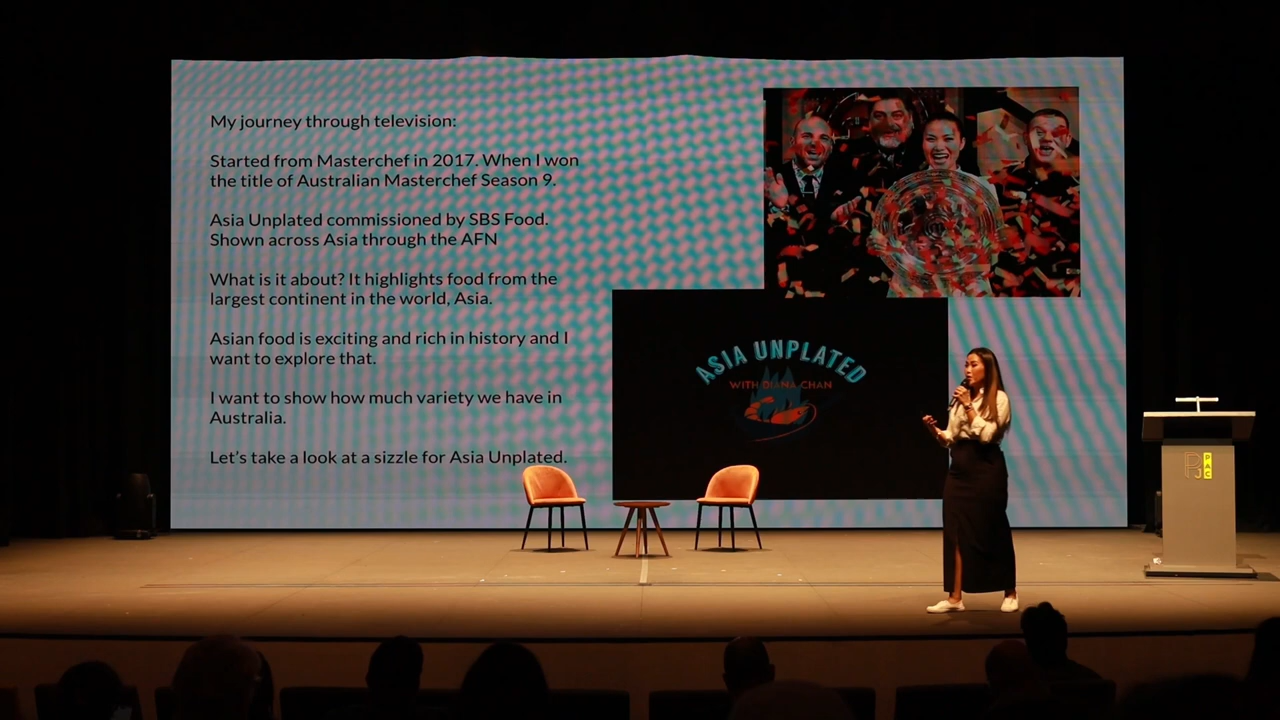 My journey through television:
Started from Masterchef in 2017. When I won
the title of Australian Masterchef Season 9.
Asia Unplated commissioned by SBS Food.
Shown across Asia through the AFN
What is it about? It highlights food from the
largest continent in the world, Asia.
Asian food is exciting and rich in history and I
want to explore that.
I want to show how much variety we have in
Australia.
Let's take a look at a sizzle for Asia Unplated.
ASIA UNPLATED
WITH DIANA CHAN
PJ
PAC